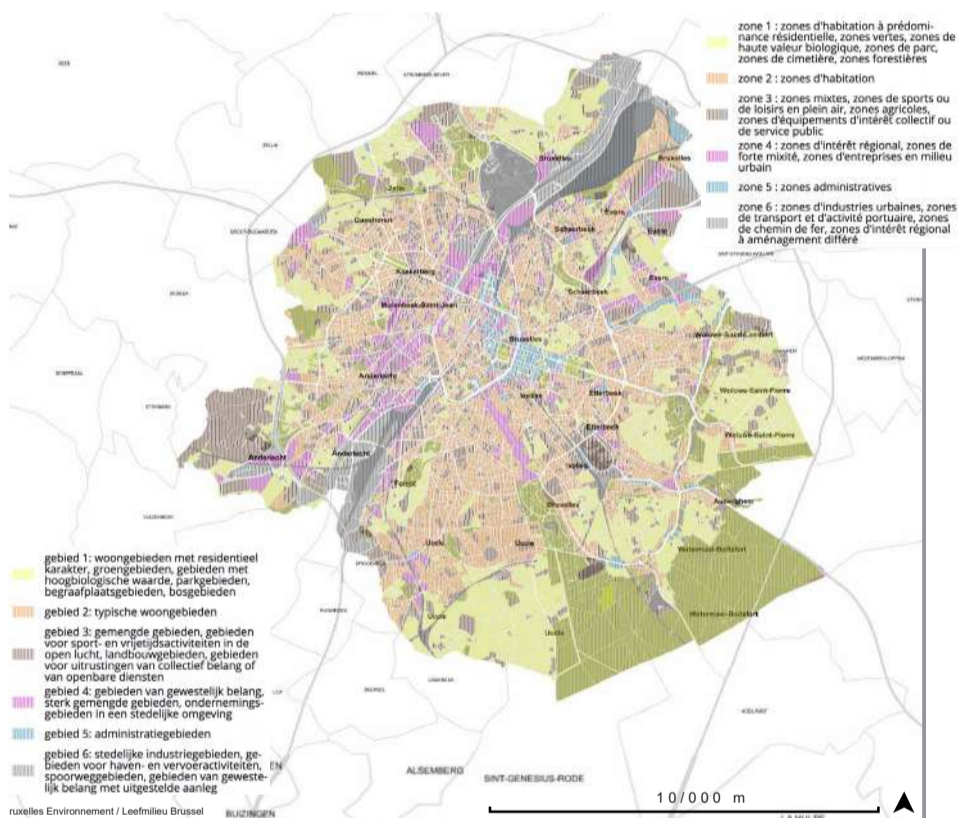 zone 1 : zones d'habitation à prédomi-
nance résidentielle, zones vertes, zones de
haute valeur biologique, zones de parc,
zones de cimetière, zones forestières
zone 2 : zones d'habitation
zone 3 : zones mixtes, zones de sports ou
de loisirs en plein air, zones agricoles,
zones d'équipements d'intérêt collectif ou
de service public
zone 4 : zones d'intérêt régional, zones de
forte mixité, zones d'entreprises en milieu
urbain
zone 5 : zones administratives
zone 6 : zones d'industries urbaines, zones
de transport et d'activité portuaire, zones
de chemin de fer, zones d'intérêt régional
à aménagement différé
Bruxelles
Bruxelles
Jette
Ganshoren
Evere
Schaerbeek
Koekelberg
Evere
Molenbeek-Saint-Jean
Schaerbeek
Bruxelles
Woluwe-Saint-Lambert
Anderlecht
Ixelles
Etterbeek
Woluwe-Saint-Pierre
Etterbeek
Woluwe-Saint-Pierre
Anderlecht
Anderlecht
Ixelles
Forest
Bruxelles
Auderghem
Uccle
Uccle
Watermael-Boitsfort
Uccle
Uccle
Watermael-Boitsfort
gebied 1: woongebieden met residentieel
karakter, groengebieden, gebieden met
hoogbiologische waarde, parkgebieden,
begraafplaatsgebieden, bosgebieden
gebied 2: typische woongebieden
gebied 3: gemengde gebieden, gebieden
voor sport- en vrijetijdsactiviteiten in de
open lucht, landbouwgebieden, gebieden
voor uitrustingen van collectief belang of
van openbare diensten
gebied 4: gebieden van gewestelijk belang,
sterk gemengde gebieden, ondernemings-
gebieden in een stedelijke omgeving
gebied 5: administratiegebieden
gebied 6: stedelijke industriegebieden, ge-
bieden voor haven- en vervoeractiviteiten,
spoorweggebieden, gebieden van geweste-
lijk belang met uitgestelde aanleg
ALSEMBERG
SINT-GENESIUS-RODE
10/000 m
ruxelles Environnement / Leefmilieu Brussel
BUIZINGEN
LA HULPE